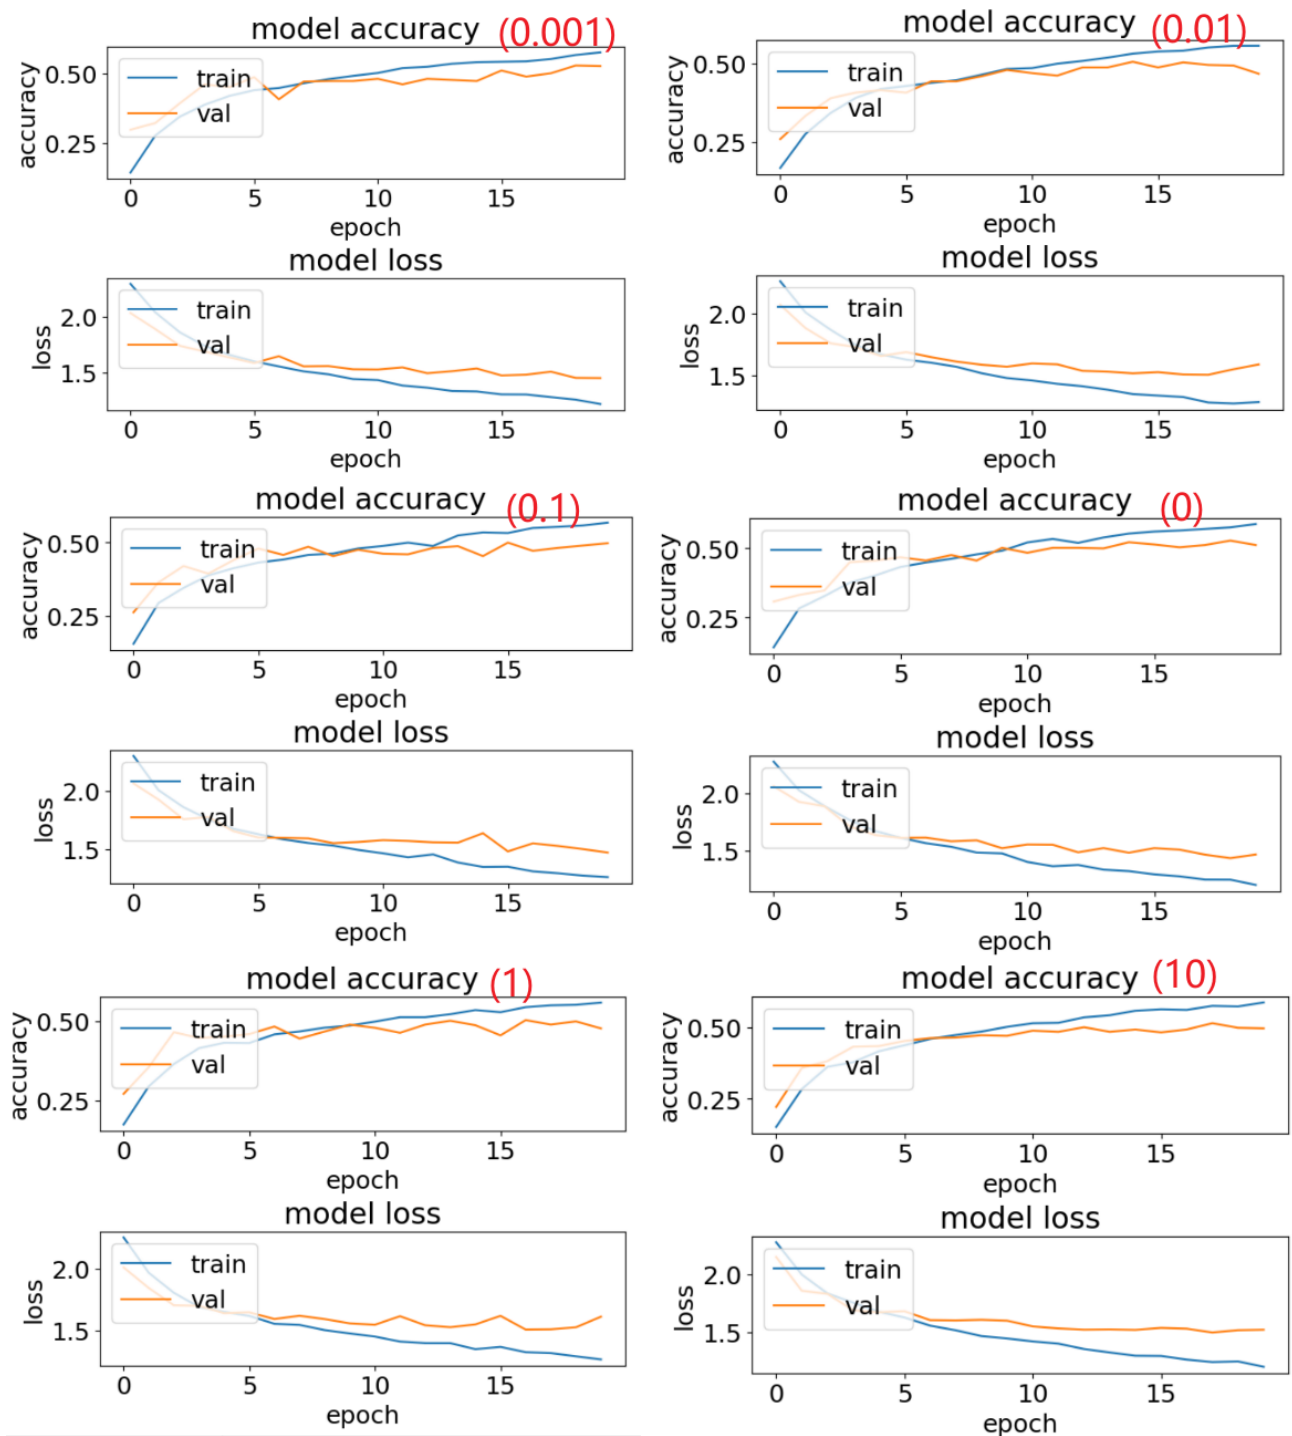 model accuracy (0.001)
accuracy
0.50
0.25
train
val
0 5 10 15
epoch
model loss
loss
2.0
1.5
train
val
0 5 10 15
epoch
model accuracy (0.01)
accuracy
0.50
0.25
train
val
0 5 10 15
epoch
model loss
loss
2.0
1.5
train
val
0 5 10 15
epoch
model accuracy (0.1)
accuracy
0.50
0.25
train
val
0 5 10 15
epoch
model loss
loss
2.0
1.5
train
val
0 5 10 15
epoch
model accuracy (0)
accuracy
0.50
0.25
train
val
0 5 10 15
epoch
model loss
loss
2.0
1.5
train
val
0 5 10 15
epoch
model accuracy (1)
accuracy
0.50
0.25
train
val
0 5 10 15
epoch
model loss
loss
2.0
1.5
train
val
0 5 10 15
epoch
model accuracy (10)
accuracy
0.50
0.25
train
val
0 5 10 15
epoch
model loss
loss
2.0
1.5
train
val
0 5 10 15
epoch